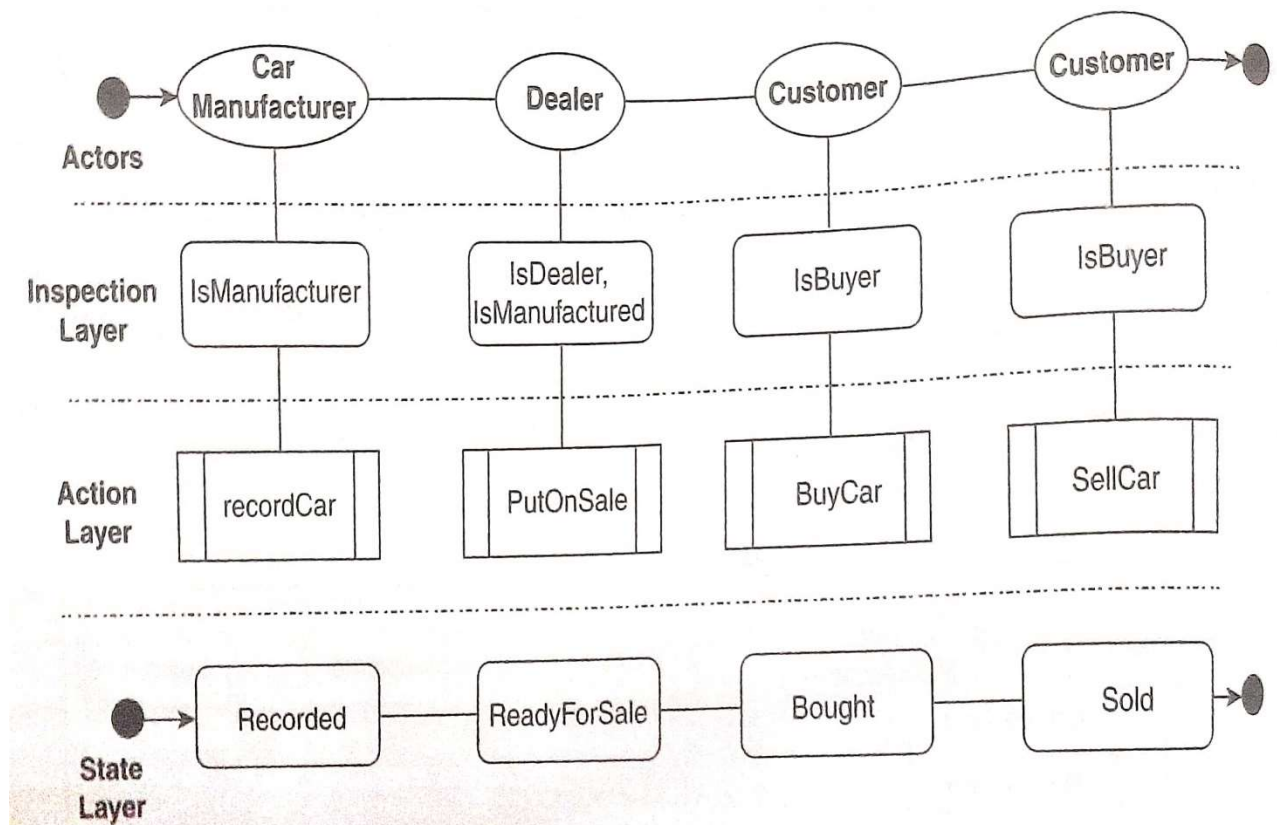 Car
Manufacturer
Dealer
Customer
Customer
Actors
Inspection
Layer
IsManufacturer
IsDealer,
IsManufactured
IsBuyer
IsBuyer
Action
Layer
recordCar
PutOnSale
BuyCar
SellCar
Recorded
ReadyForSale
Bought
Sold
State
Layer